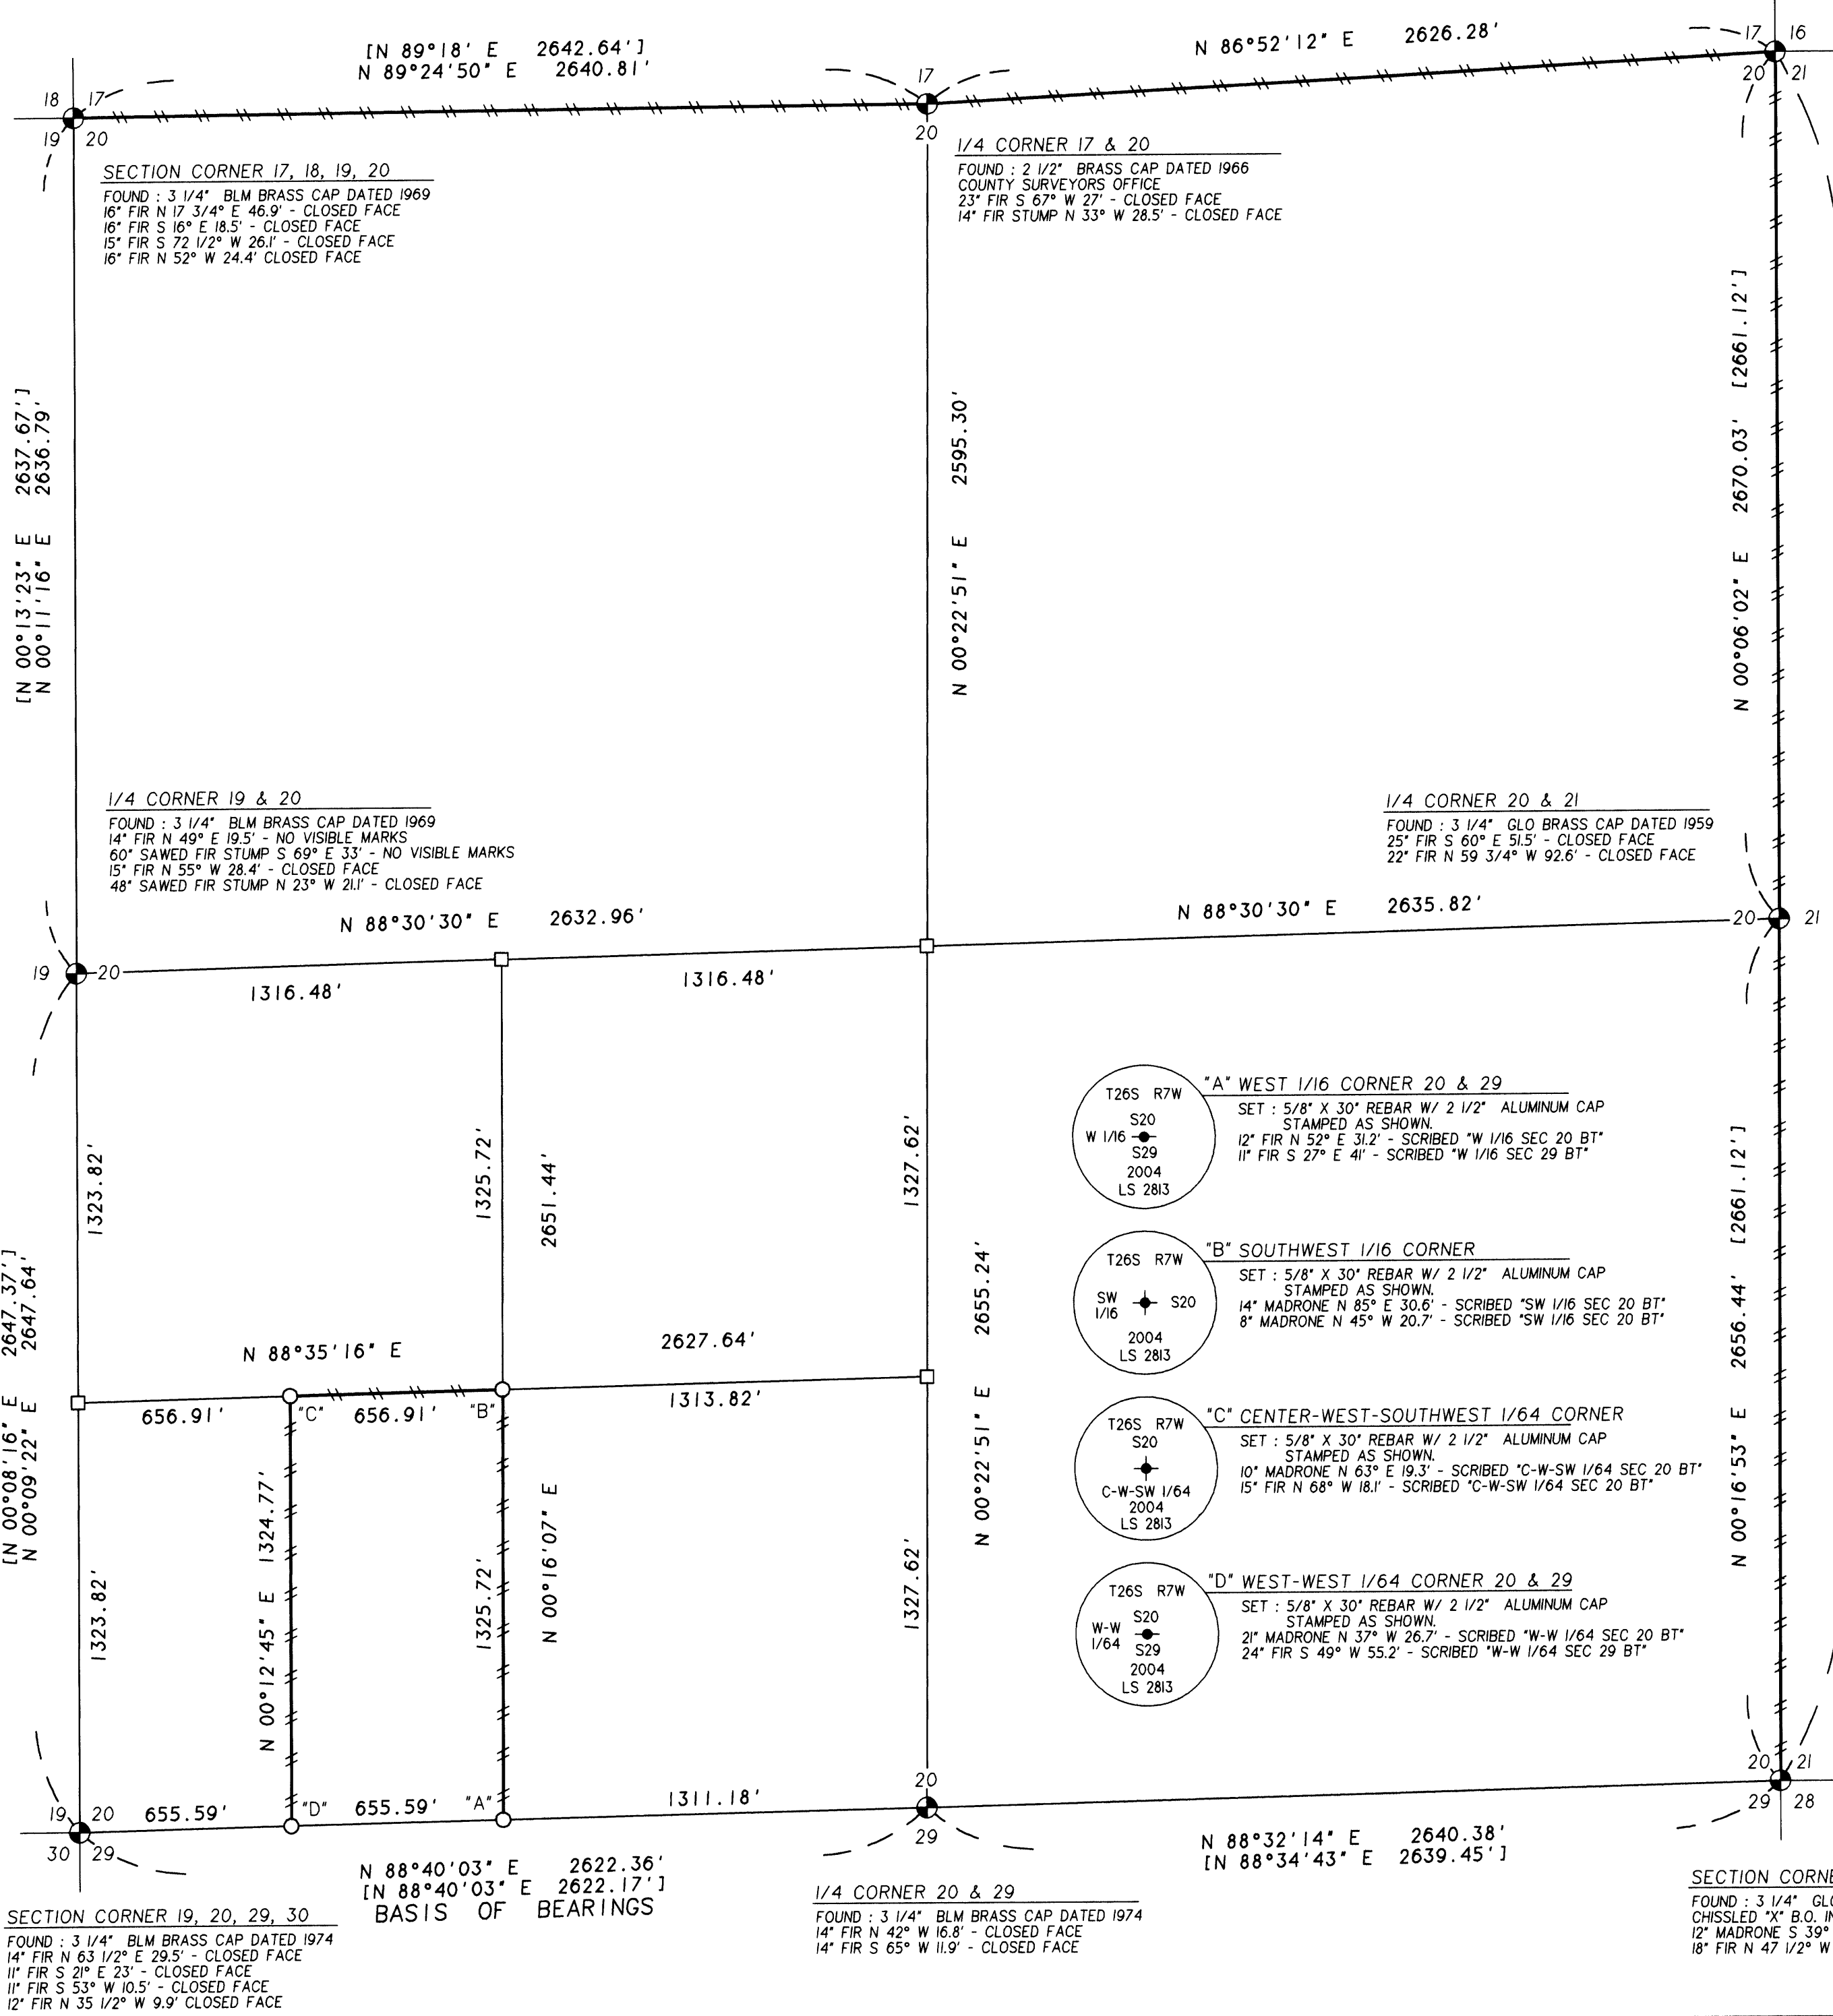 [N 89°18' E 2642.64']
N 89°24'50" E 2640.81'
N 86°52'12" E 2626.28'
18 17
19 20
17
20
17 16
20 21
SECTION CORNER 17, 18, 19, 20
FOUND : 3 1/4" BLM BRASS CAP DATED 1969
16" FIR N 17 3/4° E 46.9' - CLOSED FACE
16" FIR S 16° E 18.5' - CLOSED FACE
15" FIR S 72 1/2° W 26.1' - CLOSED FACE
16" FIR N 52° W 24.4' CLOSED FACE
1/4 CORNER 17 & 20
FOUND : 2 1/2" BRASS CAP DATED 1966
COUNTY SURVEYORS OFFICE
23" FIR S 67° W 27' - CLOSED FACE
14" FIR STUMP N 33° W 28.5' - CLOSED FACE
[N 00°13'23" E 2637.67']
N 00°11'16" E 2636.79'
N 00°22'51" E 2595.30'
N 00°06'02" E 2670.03' [2661.12']
1/4 CORNER 19 & 20
FOUND : 3 1/4" BLM BRASS CAP DATED 1969
14" FIR N 49° E 19.5' - NO VISIBLE MARKS
60" SAWED FIR STUMP S 69° E 33' - NO VISIBLE MARKS
15" FIR N 55° W 28.4' - CLOSED FACE
48" SAWED FIR STUMP N 23° W 21.1' - CLOSED FACE
1/4 CORNER 20 & 21
FOUND : 3 1/4" GLO BRASS CAP DATED 1959
25" FIR S 60° E 51.5' - CLOSED FACE
22" FIR N 59 3/4° W 92.6' - CLOSED FACE
N 88°30'30" E 2632.96'
N 88°30'30" E 2635.82'
19 20
20 21
1316.48'
1316.48'
1323.82'
1325.72'
2651.44'
1327.62'
T26S R7W
S20
W 1/16
S29
2004
LS 2813
"A" WEST 1/16 CORNER 20 & 29
SET : 5/8" X 30" REBAR W/ 2 1/2" ALUMINUM CAP
STAMPED AS SHOWN.
12" FIR N 52° E 31.2' - SCRIBED "W 1/16 SEC 20 BT"
11" FIR S 27° E 41' - SCRIBED "W 1/16 SEC 29 BT"
T26S R7W
SW
1/16
S20
2004
LS 2813
"B" SOUTHWEST 1/16 CORNER
SET : 5/8" X 30" REBAR W/ 2 1/2" ALUMINUM CAP
STAMPED AS SHOWN.
14" MADRONE N 85° E 30.6' - SCRIBED "SW 1/16 SEC 20 BT"
8" MADRONE N 45° W 20.7' - SCRIBED "SW 1/16 SEC 20 BT"
[N 00°08'16" E 2647.37']
N 00°09'22" E 2647.64'
N 88°35'16" E
2627.64'
656.91'
"C"
656.91'
"B"
1313.82'
N 00°22'51" E 2655.24'
N 00°16'53" E 2656.44' [2661.12']
T26S R7W
S20
C-W-SW 1/64
2004
LS 2813
"C" CENTER-WEST-SOUTHWEST 1/64 CORNER
SET : 5/8" X 30" REBAR W/ 2 1/2" ALUMINUM CAP
STAMPED AS SHOWN.
10" MADRONE N 63° E 19.3' - SCRIBED "C-W-SW 1/64 SEC 20 BT"
15" FIR N 68° W 18.1' - SCRIBED "C-W-SW 1/64 SEC 20 BT"
T26S R7W
S20
W-W
1/64
S29
2004
LS 2813
"D" WEST-WEST 1/64 CORNER 20 & 29
SET : 5/8" X 30" REBAR W/ 2 1/2" ALUMINUM CAP
STAMPED AS SHOWN.
21" MADRONE N 37° W 26.7' - SCRIBED "W-W 1/64 SEC 20 BT"
24" FIR S 49° W 55.2' - SCRIBED "W-W 1/64 SEC 29 BT"
1323.82'
N 00°12'45" E 1324.77'
1325.72'
N 00°16'07" E
1327.62'
19 20
30 29
655.59'
"D"
655.59'
"A"
1311.18'
20
29
20 21
29 28
N 88°40'03" E 2622.36'
[N 88°40'03" E 2622.17']
BASIS OF BEARINGS
N 88°32'14" E 2640.38'
[N 88°34'43" E 2639.45']
SECTION CORNER 19, 20, 29, 30
FOUND : 3 1/4" BLM BRASS CAP DATED 1974
14" FIR N 63 1/2° E 29.5' - CLOSED FACE
11" FIR S 21° E 23' - CLOSED FACE
11" FIR S 53° W 10.5' - CLOSED FACE
12" FIR N 35 1/2° W 9.9' CLOSED FACE
1/4 CORNER 20 & 29
FOUND : 3 1/4" BLM BRASS CAP DATED 1974
14" FIR N 42° W 16.8' - CLOSED FACE
14" FIR S 65° W 11.9' - CLOSED FACE
SECTION CORNE
FOUND : 3 1/4" GLO
CHISSLED "X" B.O. IN
12" MADRONE S 39°
18" FIR N 47 1/2° W